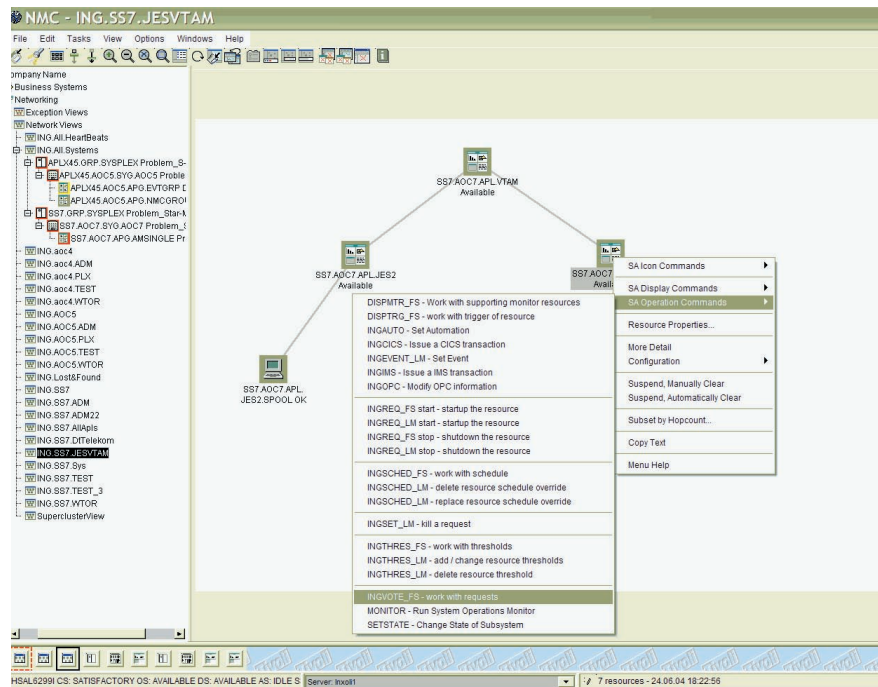 NMC - ING.SS7.JESVTAM
File Edit Tasks View Options Windows Help
ompany Name
Business Systems
Networking
Exception Views
Network Views
ING.All.HeartBeats
ING.All.Systems
APLX45.GRP.SYSPLEX Problem_S-
APLX45.AOC5.SYG.AOC5 Proble
APLX45.AOC5.APG.EVTGRP D
APLX45.AOC5.APG.NMCGROU
SS7.GRP.SYSPLEX Problem_Star-M
SS7.AOC7.SYG.AOC7 Problem_S
SS7.AOC7.APG.AMSINGLE Pr
ING.aoc4
ING.aoc4.ADM
ING.aoc4.PLX
ING.aoc4.TEST
ING.aoc4.WTOR
ING.AOC5
ING.AOC5.ADM
ING.AOC5.PLX
ING.AOC5.TEST
ING.AOC5.WTOR
ING.Lost&Found
ING.SS7
ING.SS7.ADM
ING.SS7.ADM22
ING.SS7.AllApls
ING.SS7.DtTelekom
ING.SS7.JESVTAM
ING.SS7.Sys
ING.SS7.TEST
ING.SS7.TEST_3
ING.SS7.WTOR
SuperclusterView
SS7.AOC7.APL.VTAM
Available
SS7.AOC7.APL.JES2
Available
SS7.AOC7
Availa
SS7.AOC7.APL.
JES2.SPOOL OK
SA Icon Commands
SA Display Commands
SA Operation Commands
Resource Properties...
More Detail
Configuration
Suspend, Manually Clear
Suspend, Automatically Clear
Subset by Hopcount...
Copy Text
Menu Help
DISPMTR_FS - Work with supporting monitor resources
DISPTRG_FS - work with trigger of resource
INGAUTO - Set Automation
INGCICS - Issue a CICS transaction
INGEVENT_LM - Set Event
INGIMS - Issue a IMS transaction
INGOPC - Modify OPC information
INGREQ_FS start - startup the resource
INGREQ_LM start - startup the resource
INGREQ_FS stop - shutdown the resource
INGREQ_LM stop - shutdown the resource
INGSCHED_FS - work with schedule
INGSCHED_LM - delete resource schedule override
INGSCHED_LM - replace resource schedule override
INGSET_LM - kill a request
INGTHRES_FS - work with thresholds
INGTHRES_LM - add / change resource thresholds
INGTHRES_LM - delete resource threshold
INGVOTE_FS - work with requests
MONITOR - Run System Operations Monitor
SETSTATE - Change State of Subsystem
Tivoli Tivoli Tivoli Tivoli Tivoli Tivoli Tivoli Tivoli Tivoli
HSAL6299I CS: SATISFACTORY OS: AVAILABLE DS: AVAILABLE AS: IDLE S
Server: lnxoli1
7 resources - 24.06.04 18:22:56